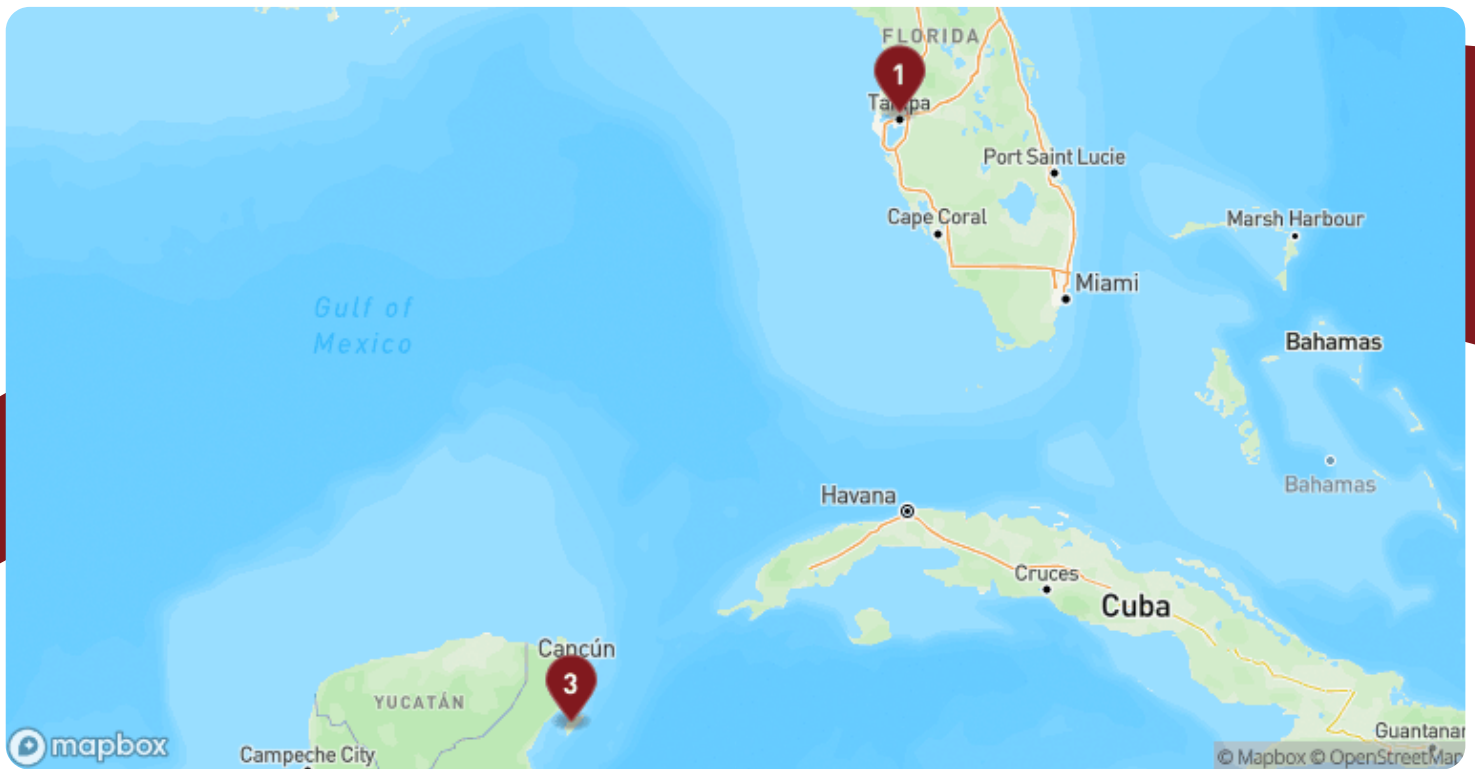 FLORIDA
1
Tampa
Port Saint Lucie
Cape Coral
Marsh Harbour
Miami
Gulf of
Mexico
Bahamas
Bahamas
Havana
Cruces
Cuba
Cancún
3
YUCATÁN
Guantanar
mapbox
Campeche City
© Mapbox © OpenStreetMap